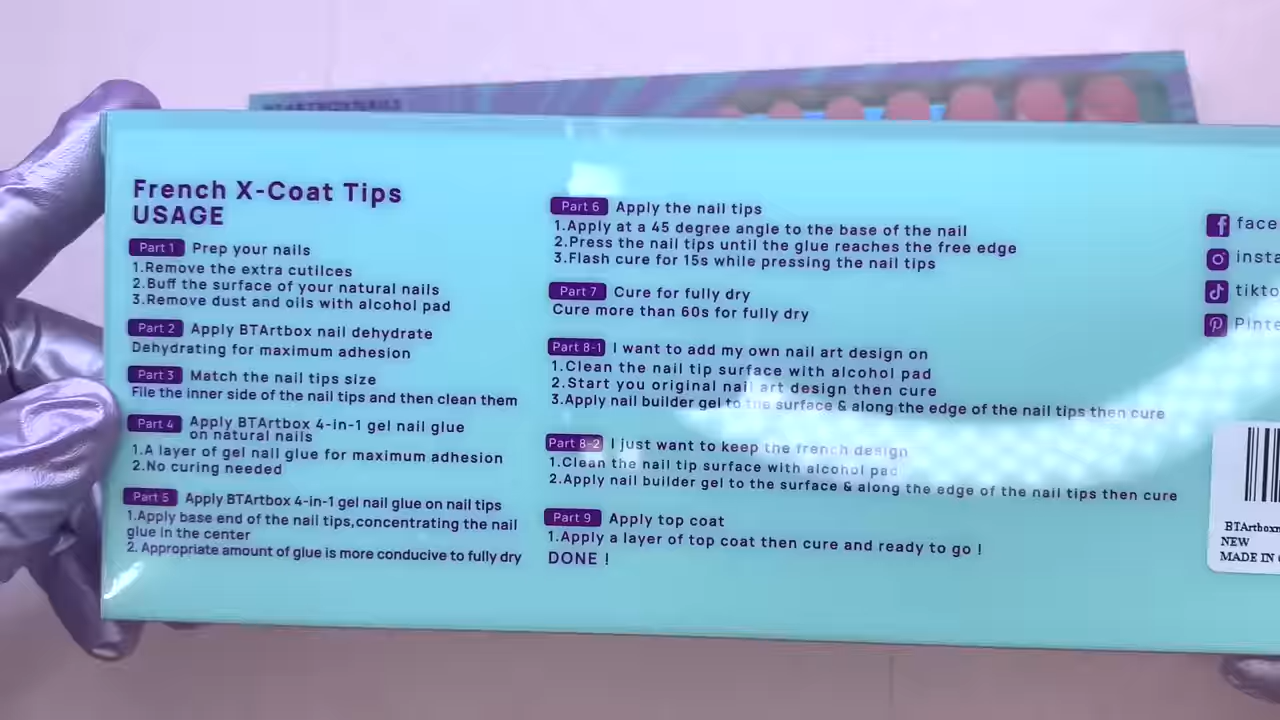 French X-Coat Tips
USAGE
Part 1 Prep your nails
1.Remove the extra cutilces
2.Buff the surface of your natural nails
3.Remove dust and oils with alcohol pad
Part 2 Apply BTArtbox nail dehydrate
Dehydrating for maximum adhesion
Part 3 Match the nail tips size
File the inner side of the nail tips and then clean them
Part 4 Apply BTArtbox 4-in-1 gel nail glue
on natural nails
1.A layer of gel nail glue for maximum adhesion
2.No curing needed
Part 5 Apply BTArtbox 4-in-1 gel nail glue on nail tips
1.Apply base end of the nail tips,concentrating the nail
glue in the center
2. Appropriate amount of glue is more conducive to fully dry
Part 6 Apply the nail tips
1.Apply at a 45 degree angle to the base of the nail
2.Press the nail tips until the glue reaches the free edge
3.Flash cure for 15s while pressing the nail tips
Part 7 Cure for fully dry
Cure more than 60s for fully dry
Part 8-1 I want to add my own nail art design on
1.Clean the nail tip surface with alcohol pad
2.Start you original nail art design then cure
3.Apply nail builder gel to the surface & along the edge of the nail tips then cure
Part 8-2 I just want to keep the french design
1.Clean the nail tip surface with alcohol pad
2.Apply nail builder gel to the surface & along the edge of the nail tips then cure
Part 9 Apply top coat
1.Apply a layer of top coat then cure and ready to go !
DONE !
face
insta
tikto
Pinte
BTArtbox
NEW
MADE IN